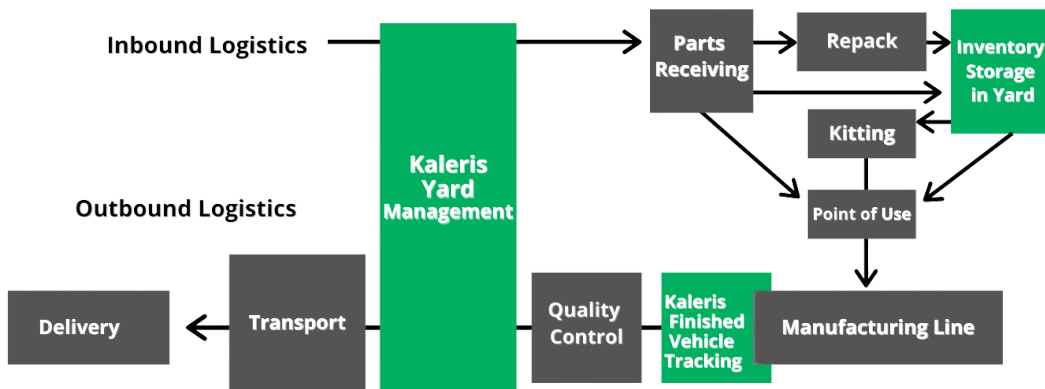 Inbound Logistics
Parts
Receiving
Repack
Inventory
Storage
in Yard
Kitting
Kaleris
Yard
Management
Outbound Logistics
Point of Use
Delivery
Transport
Quality
Control
Kaleris
Finished
Vehicle
Tracking
Manufacturing Line